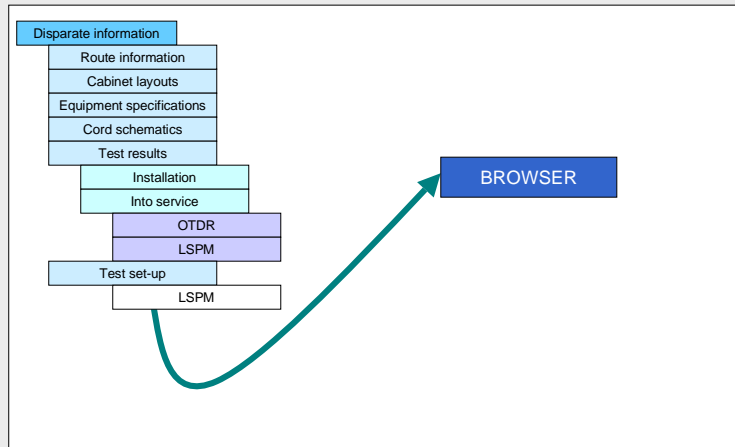 Disparate information
Route information
Cabinet layouts
Equipment specifications
Cord schematics
Test results
Installation
Into service
OTDR
LSPM
Test set-up
LSPM
BROWSER